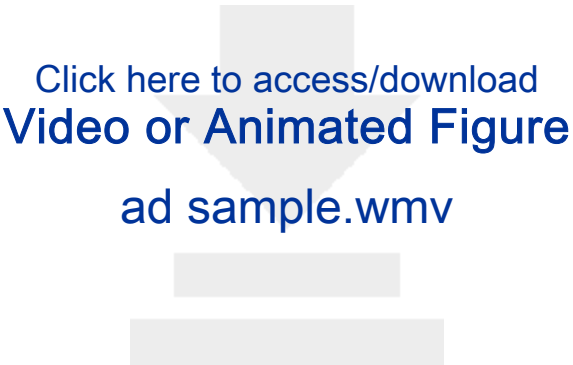 Click here to access/download
Video or Animated Figure
ad sample.wmv